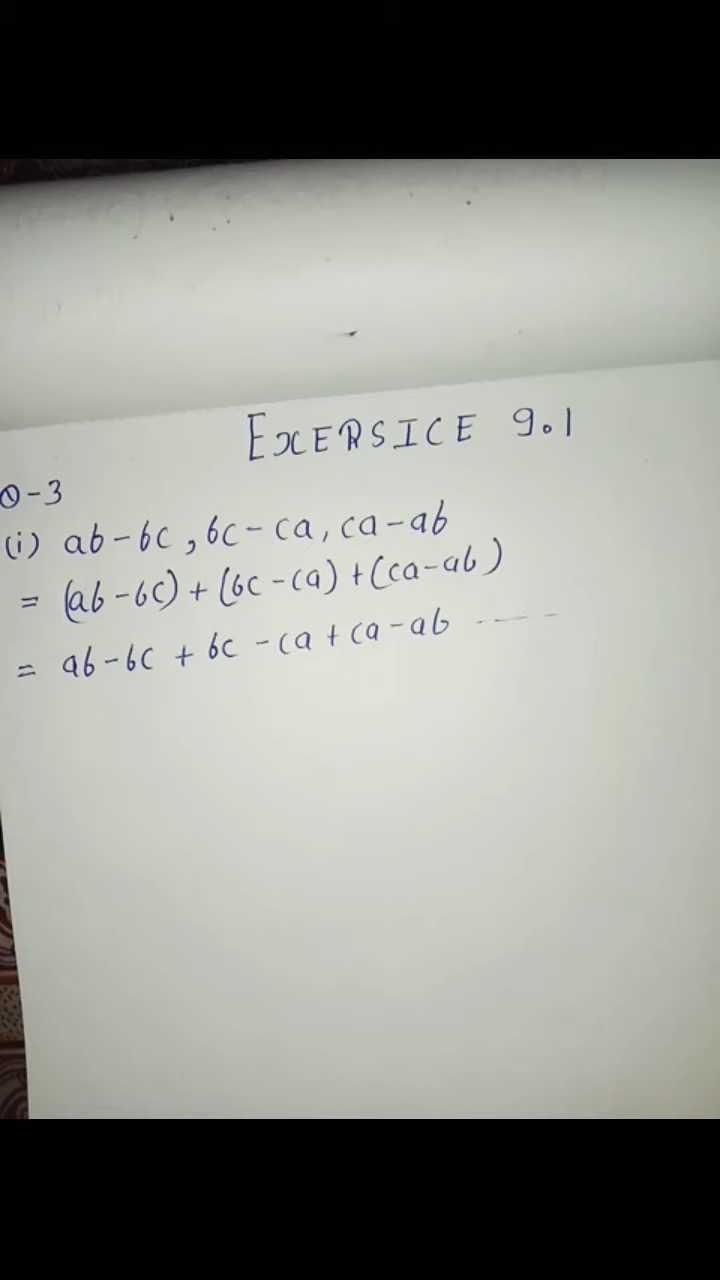 EXERSICE 9.1
Q-3
(i) ab-bc, bc-ca, ca-ab
= (ab-bc) + (bc-ca) + (ca-ab)
= ab-bc + bc -ca + ca-ab -----